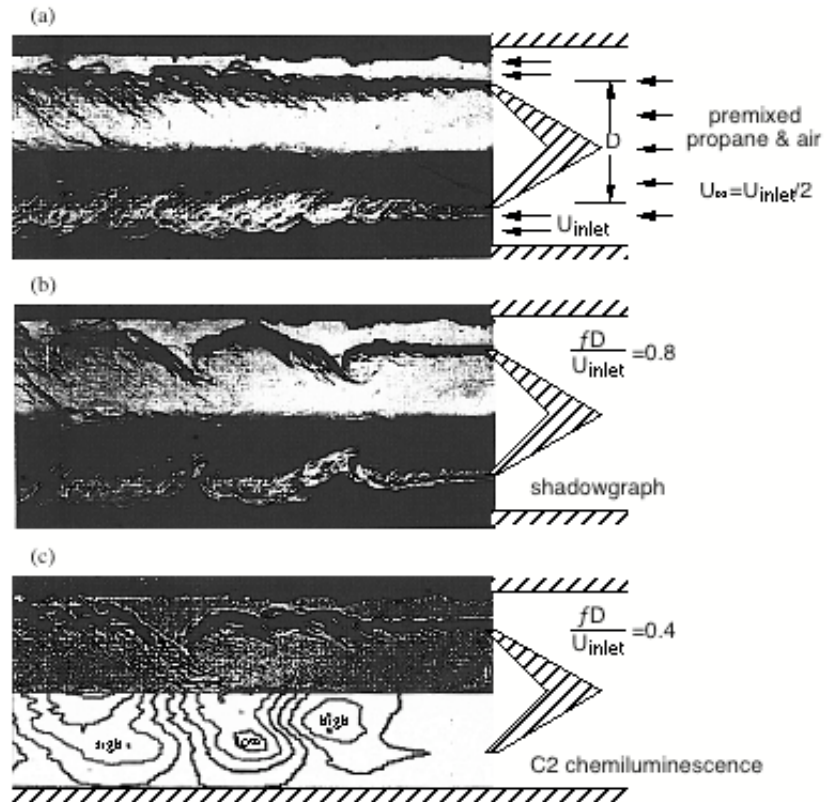 (a)
D
premixed
propane & air
U∞=Uinlet/2
Uinlet
(b)
fD/Uinlet =0.8
shadowgraph
(c)
fD/Uinlet =0.4
high
high
low
C2 chemiluminescence